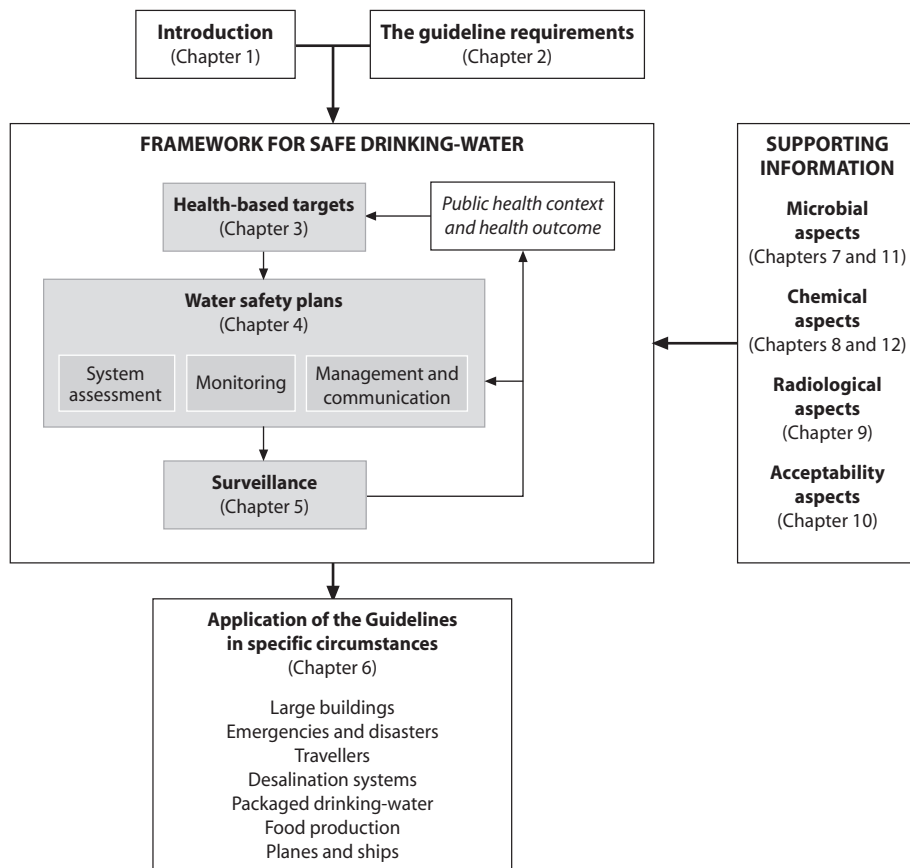 Introduction
(Chapter 1)
The guideline requirements
(Chapter 2)
FRAMEWORK FOR SAFE DRINKING-WATER
Health-based targets
(Chapter 3)
Public health context
and health outcome
Water safety plans
(Chapter 4)
System
assessment
Monitoring
Management and
communication
Surveillance
(Chapter 5)
SUPPORTING
INFORMATION
Microbial
aspects
(Chapters 7 and 11)
Chemical
aspects
(Chapters 8 and 12)
Radiological
aspects
(Chapter 9)
Acceptability
aspects
(Chapter 10)
Application of the Guidelines
in specific circumstances
(Chapter 6)
Large buildings
Emergencies and disasters
Travellers
Desalination systems
Packaged drinking-water
Food production
Planes and ships